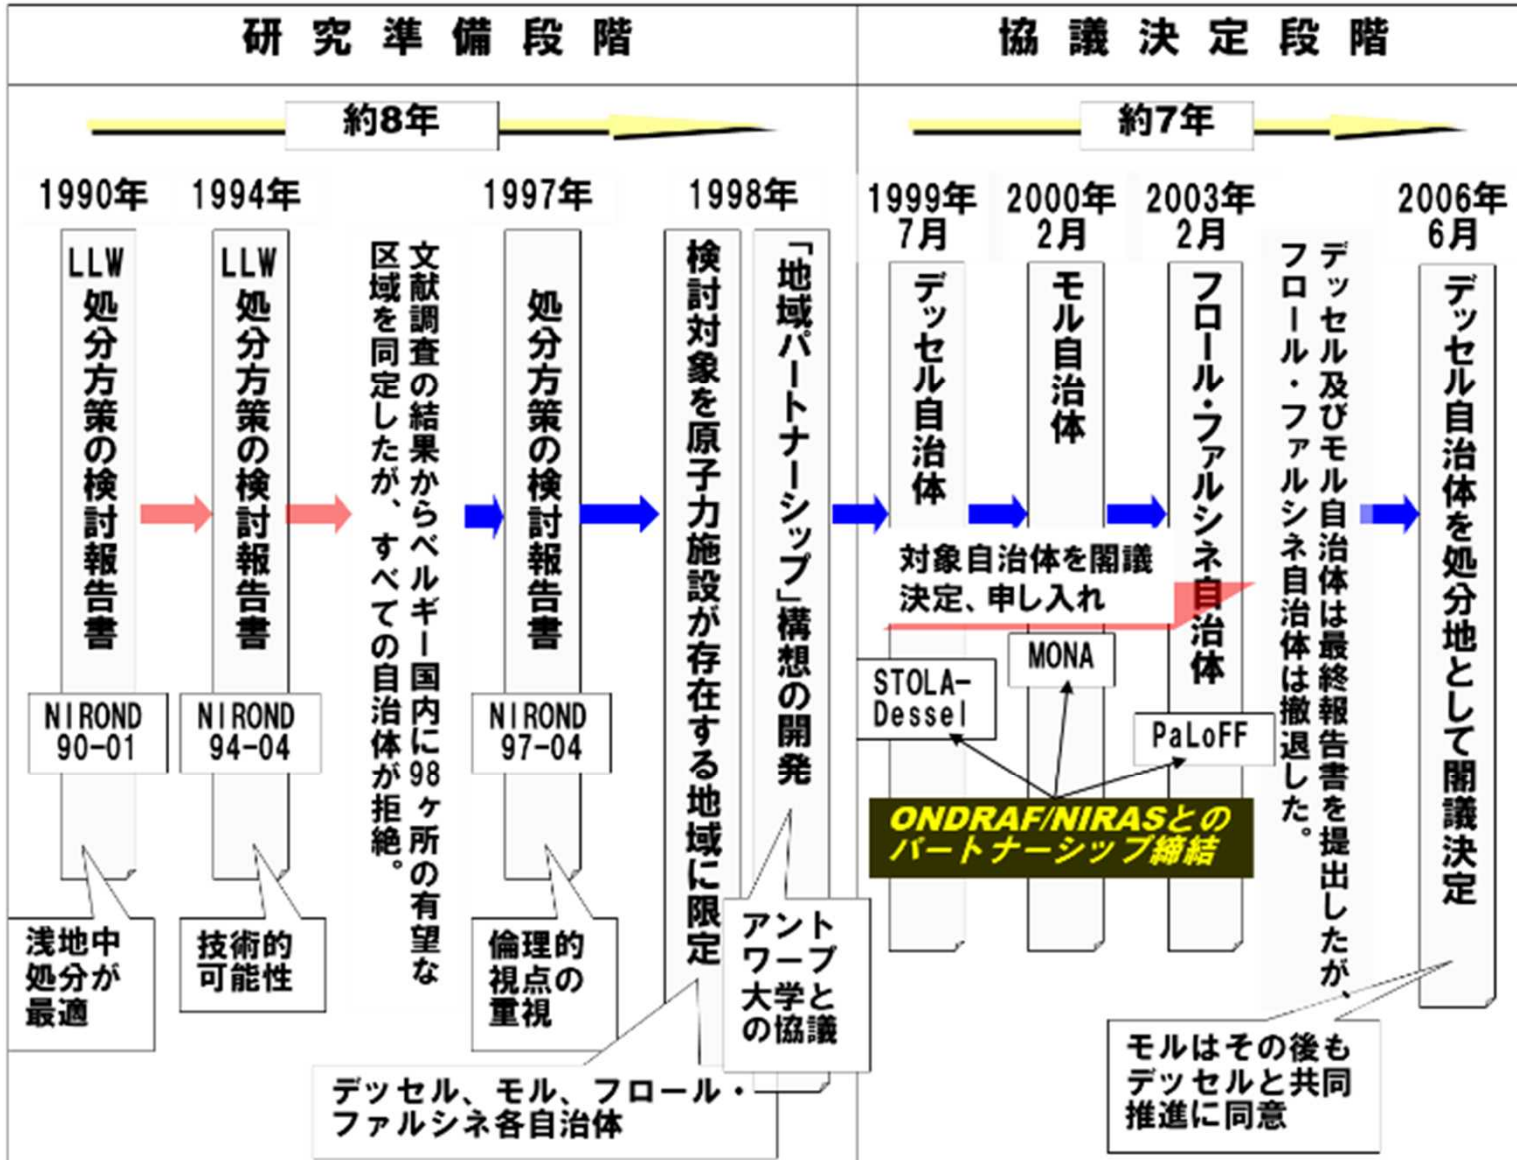 研究準備段階
協議決定段階
約8年
約7年
1990年
1994年
1997年
1998年
1999年
7月
2000年
2月
2003年
2月
2006年
6月
LLW処分方策の検討報告書
NIROND
90-01
浅地中
処分が
最適
LLW処分方策の検討報告書
NIROND
94-04
技術的
可能性
文献調査の結果からベルギー国内に98ヶ所の有望な
区域を同定したが、すべての自治体が拒絶。
処分方策の検討報告書
NIROND
97-04
倫理的
視点の
重視
検討対象を原子力施設が存在する地域に限定
デッセル、モル、フロール・
ファルシネ各自治体
「地域パートナーシップ」構想の開発
アント
ワープ
大学と
の協議
デッセル自治体
モル自治体
フロール・ファルシネ自治体
対象自治体を閣議
決定、申し入れ
STOLA-
Dessel
MONA
PaLoFF
ONDRAF/NIRASとの
パートナーシップ締結
デッセル及びモル自治体は最終報告書を提出したが、
フロール・ファルシネ自治体は撤退した。
デッセル自治体を処分地として閣議決定
モルはその後も
デッセルと共同
推進に同意